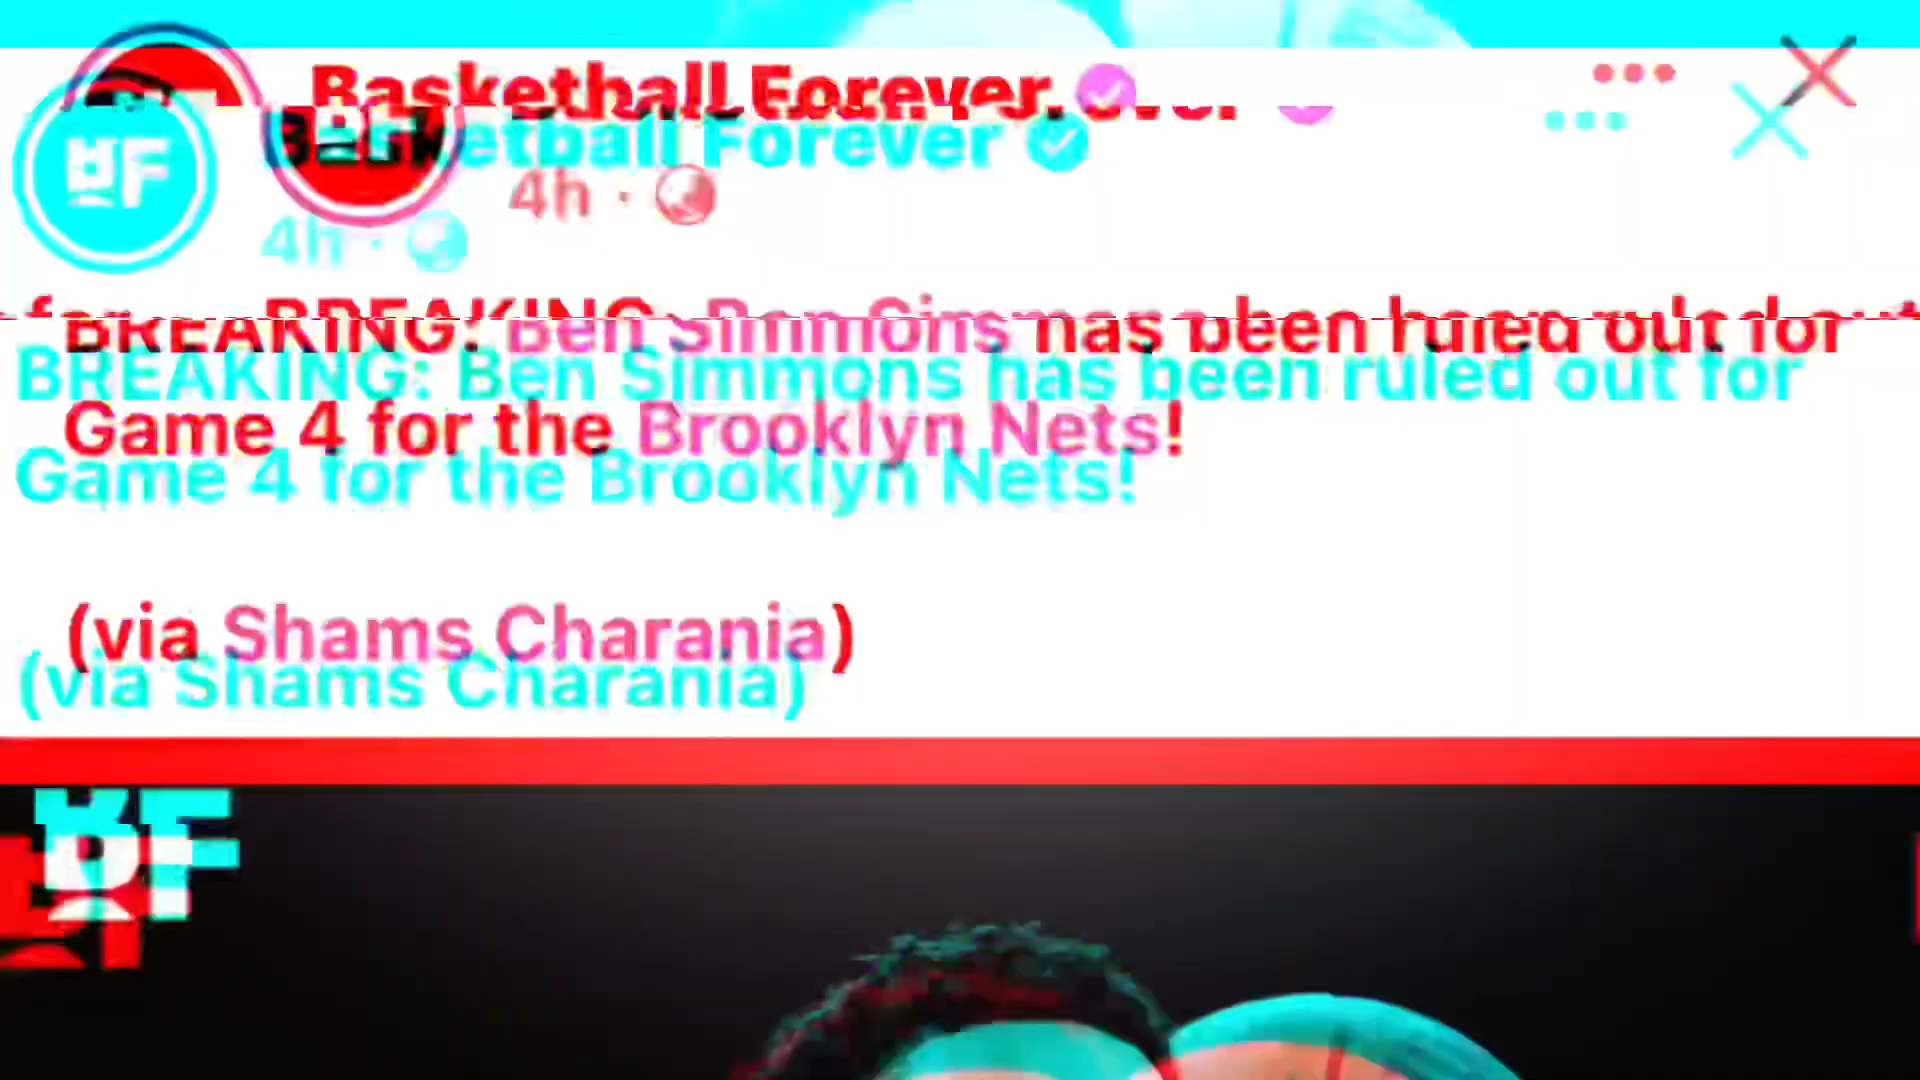 Basketball Forever
4h ·
BREAKING: Ben Simmons has been ruled out for
Game 4 for the Brooklyn Nets!
(via Shams Charania)
BF